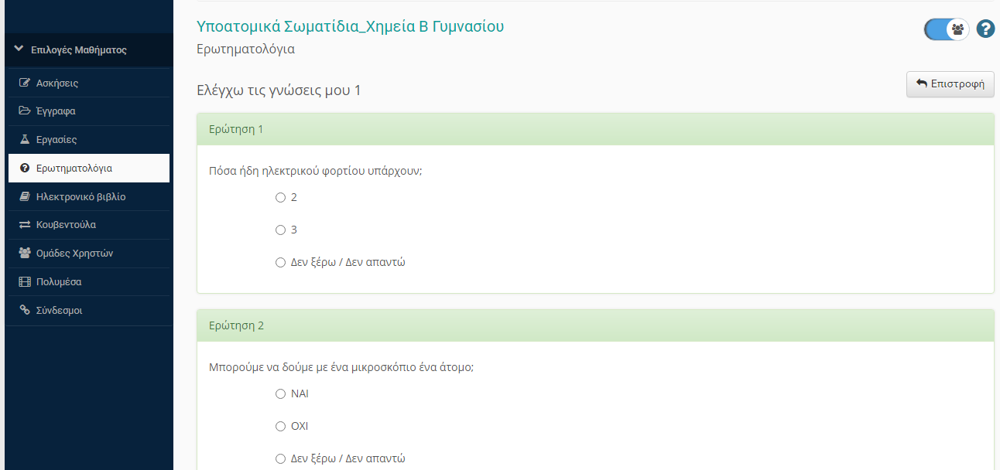 Υποατομικά Σωματίδια_Χημεία Β Γυμνασίου
Ερωτηματολόγια
Επιλογές Μαθήματος
Ασκήσεις
Έγγραφα
Εργασίες
Ερωτηματολόγια
Ηλεκτρονικό βιβλίο
Κουβεντούλα
Ομάδες Χρηστών
Πολυμέσα
Σύνδεσμοι
Ελέγχω τις γνώσεις μου 1
Επιστροφή
Ερώτηση 1
Πόσα ήδη ηλεκτρικού φορτίου υπάρχουν;
2
3
Δεν ξέρω / Δεν απαντώ
Ερώτηση 2
Μπορούμε να δούμε με ένα μικροσκόπιο ένα άτομο;
ΝΑΙ
ΟΧΙ
Δεν ξέρω / Δεν απαντώ